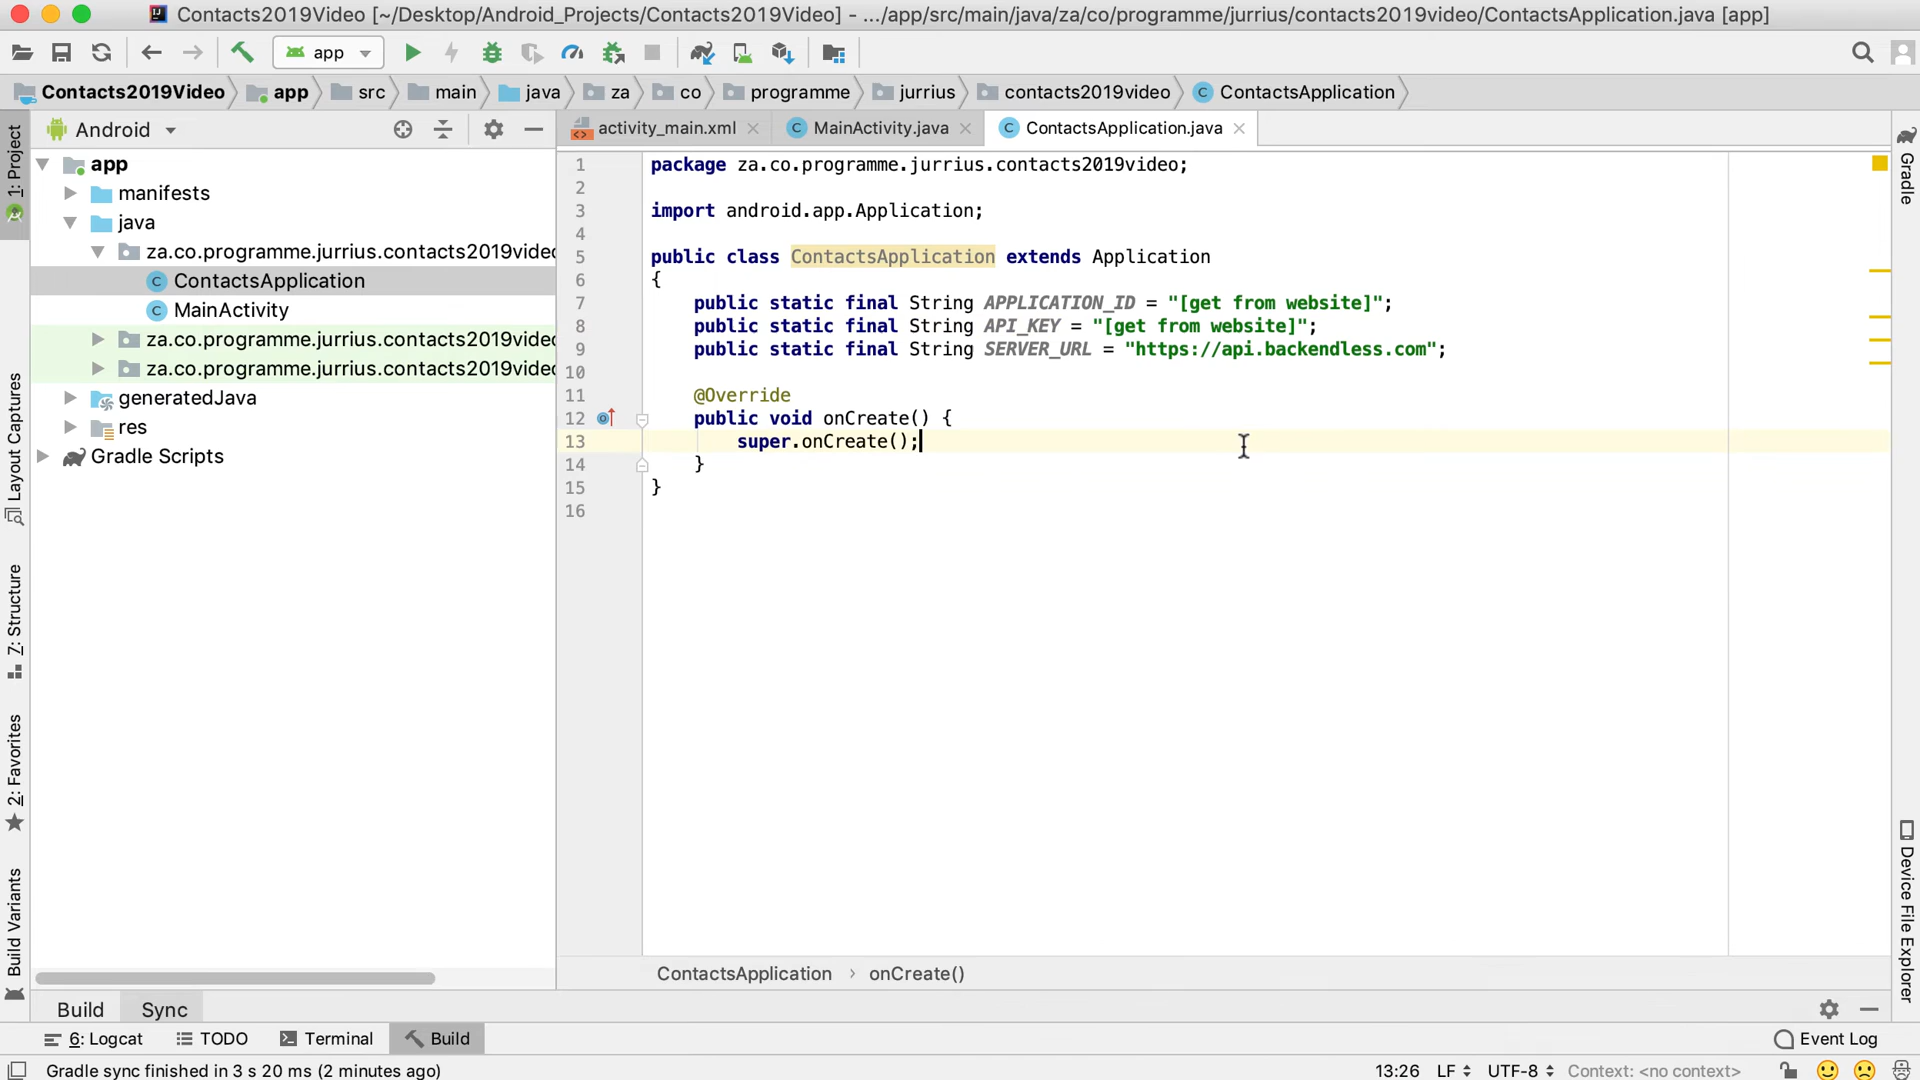 Contacts2019Video [~/Desktop/Android_Projects/Contacts2019Video] - .../app/src/main/java/za/co/programme/jurrius/contacts2019video/ContactsApplication.java [app]
app
Contacts2019Video app src main java za co programme jurrius contacts2019video ContactsApplication
Android
activity_main.xml MainActivity.java ContactsApplication.java
1: Project
Layout Captures
7: Structure
2: Favorites
Build Variants
app
manifests
java
za.co.programme.jurrius.contacts2019video
ContactsApplication
MainActivity
za.co.programme.jurrius.contacts2019video
za.co.programme.jurrius.contacts2019video
generatedJava
res
Gradle Scripts
1 package za.co.programme.jurrius.contacts2019video;
2
3 import android.app.Application;
4
5 public class ContactsApplication extends Application
6 {
7 public static final String APPLICATION_ID = "[get from website]";
8 public static final String API_KEY = "[get from website]";
9 public static final String SERVER_URL = "https://api.backendless.com";
10
11 @Override
12 public void onCreate() {
13 super.onCreate();
14 }
15 }
16
Gradle
Device File Explorer
ContactsApplication › onCreate()
Build Sync
6: Logcat TODO Terminal Build Event Log
Gradle sync finished in 3 s 20 ms (2 minutes ago) 13:26 LF UTF-8 Context: <no context>